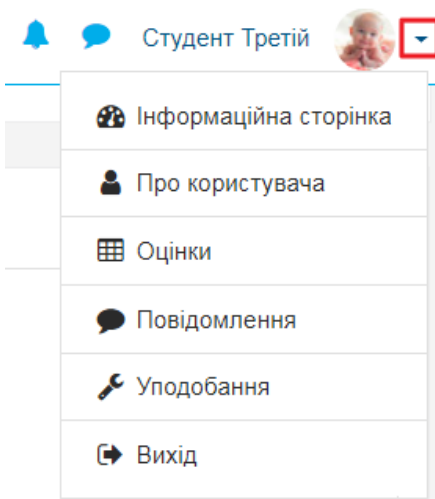 Студент Третій
Інформаційна сторінка
Про користувача
Оцінки
Повідомлення
Уподобання
Вихід